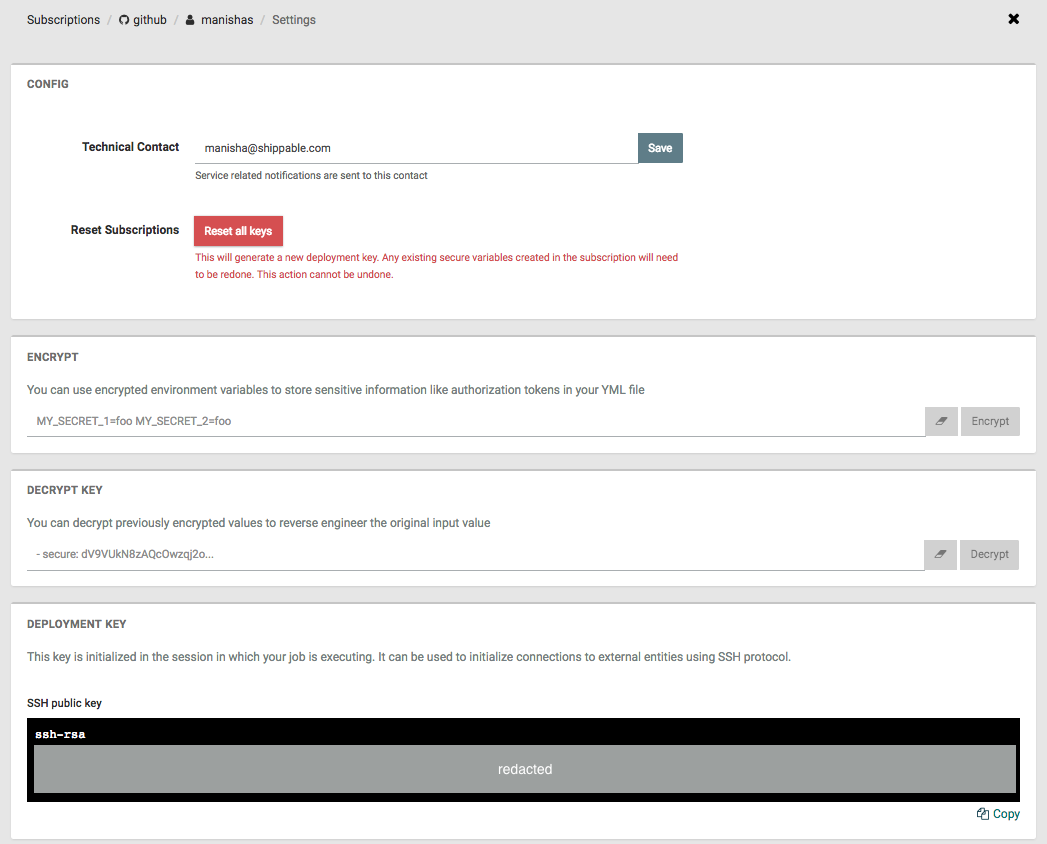 Subscriptions / github / manishas / Settings
CONFIG
Technical Contact
manisha@shippable.com
Save
Service related notifications are sent to this contact
Reset Subscriptions
Reset all keys
This will generate a new deployment key. Any existing secure variables created in the subscription will need
to be redone. This action cannot be undone.
ENCRYPT
You can use encrypted environment variables to store sensitive information like authorization tokens in your YML file
MY_SECRET_1=foo MY_SECRET_2=foo
Encrypt
DECRYPT KEY
You can decrypt previously encrypted values to reverse engineer the original input value
- secure: dV9VUkN8zAQcOwzqj2o...
Decrypt
DEPLOYMENT KEY
This key is initialized in the session in which your job is executing. It can be used to initialize connections to external entities using SSH protocol.
SSH public key
ssh-rsa
redacted
Copy